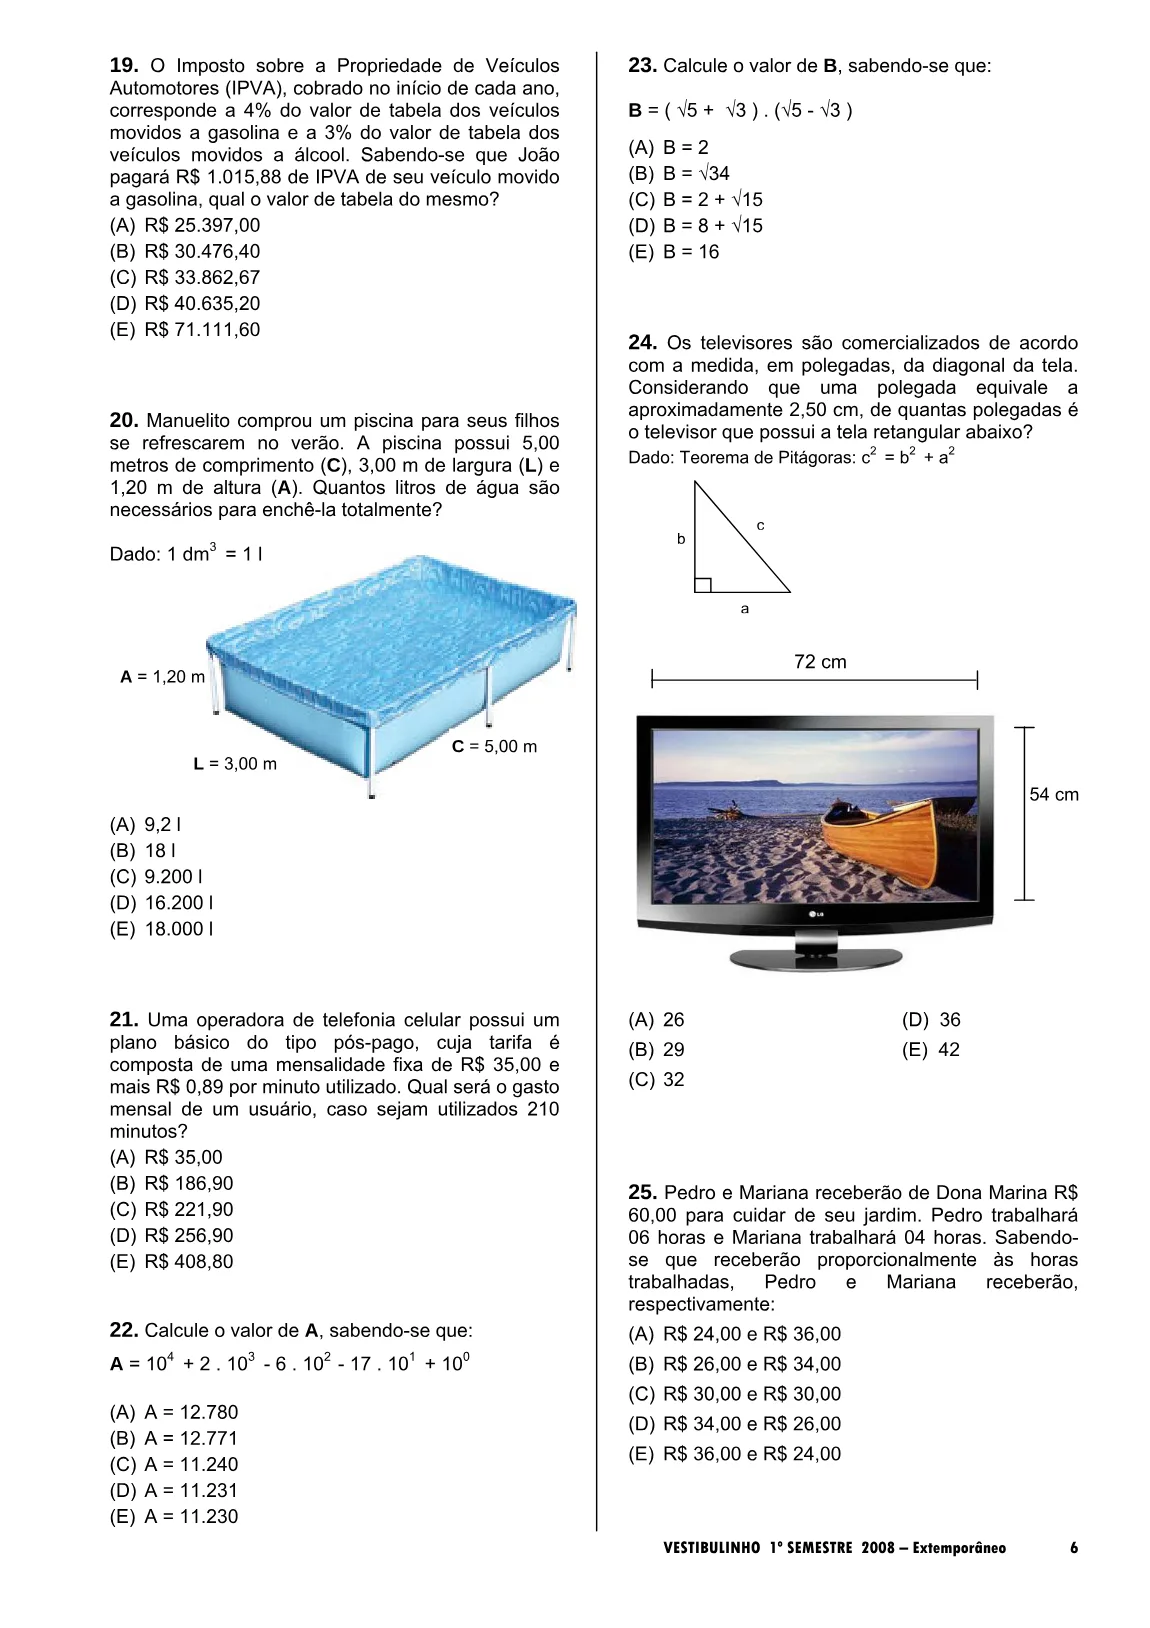 19. O Imposto sobre a Propriedade de Veículos
Automotores (IPVA), cobrado no início de cada ano,
corresponde a 4% do valor de tabela dos veículos
movidos a gasolina e a 3% do valor de tabela dos
veículos movidos a álcool. Sabendo-se que João
pagará R$ 1.015,88 de IPVA de seu veículo movido
a gasolina, qual o valor de tabela do mesmo?
(A) R$ 25.397,00
(B) R$ 30.476,40
(C) R$ 33.862,67
(D) R$ 40.635,20
(E) R$ 71.111,60
20. Manuelito comprou um piscina para seus filhos
se refrescarem no verão. A piscina possui 5,00
metros de comprimento (C), 3,00 m de largura (L) e
1,20 m de altura (A). Quantos litros de água são
necessários para enchê-la totalmente?
Dado: 1 dm³ = 1 l
A = 1,20 m
C = 5,00 m
L = 3,00 m
(A) 9,2 l
(B) 18 l
(C) 9.200 l
(D) 16.200 l
(E) 18.000 l
21. Uma operadora de telefonia celular possui um
plano básico do tipo pós-pago, cuja tarifa é
composta de uma mensalidade fixa de R$ 35,00 e
mais R$ 0,89 por minuto utilizado. Qual será o gasto
mensal de um usuário, caso sejam utilizados 210
minutos?
(A) R$ 35,00
(B) R$ 186,90
(C) R$ 221,90
(D) R$ 256,90
(E) R$ 408,80
22. Calcule o valor de A, sabendo-se que:
A = 10⁴ + 2 . 10³ - 6 . 10² - 17 . 10¹ + 10⁰
(A) A = 12.780
(B) A = 12.771
(C) A = 11.240
(D) A = 11.231
(E) A = 11.230
23. Calcule o valor de B, sabendo-se que:
B = ( √5 + √3 ) . (√5 - √3 )
(A) B = 2
(B) B = √34
(C) B = 2 + √15
(D) B = 8 + √15
(E) B = 16
24. Os televisores são comercializados de acordo
com a medida, em polegadas, da diagonal da tela.
Considerando que uma polegada equivale a
aproximadamente 2,50 cm, de quantas polegadas é
o televisor que possui a tela retangular abaixo?
Dado: Teorema de Pitágoras: c² = b² + a²
c
b
a
72 cm
54 cm
LG
(A) 26 (D) 36
(B) 29 (E) 42
(C) 32
25. Pedro e Mariana receberão de Dona Marina R$
60,00 para cuidar de seu jardim. Pedro trabalhará
06 horas e Mariana trabalhará 04 horas. Sabendo-
se que receberão proporcionalmente às horas
trabalhadas, Pedro e Mariana receberão,
respectivamente:
(A) R$ 24,00 e R$ 36,00
(B) R$ 26,00 e R$ 34,00
(C) R$ 30,00 e R$ 30,00
(D) R$ 34,00 e R$ 26,00
(E) R$ 36,00 e R$ 24,00
VESTIBULINHO 1º SEMESTRE 2008 – Extemporâneo 6